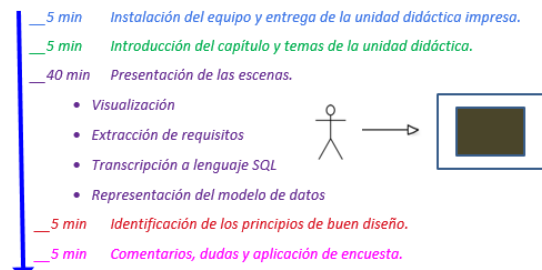 __5 min Instalación del equipo y entrega de la unidad didáctica impresa.
__5 min Introducción del capítulo y temas de la unidad didáctica.
__40 min Presentación de las escenas.
• Visualización
• Extracción de requisitos
• Transcripción a lenguaje SQL
• Representación del modelo de datos
__5 min Identificación de los principios de buen diseño.
__5 min Comentarios, dudas y aplicación de encuesta.